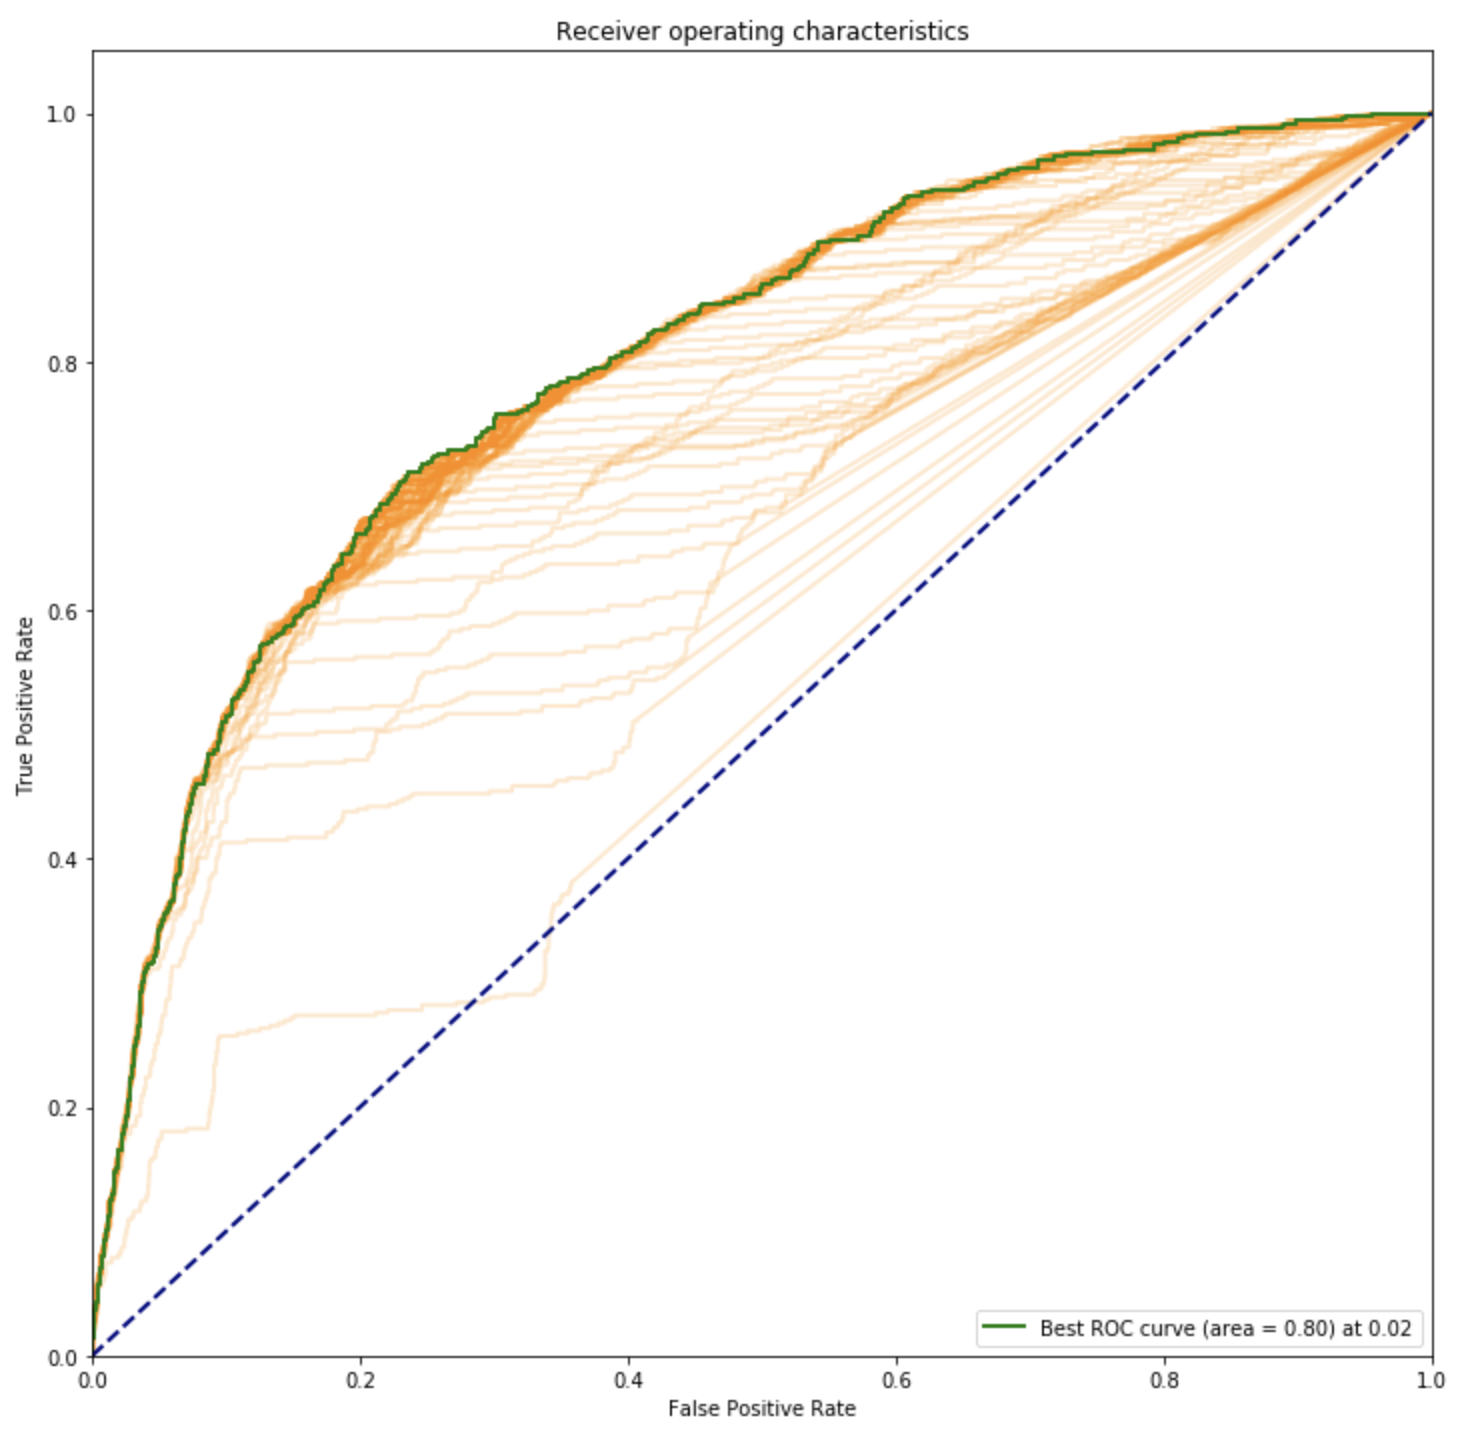 Receiver operating characteristics
1.0
0.8
0.6
0.4
0.2
0.0
True Positive Rate
Best ROC curve (area = 0.80) at 0.02
0.0 0.2 0.4 0.6 0.8 1.0
False Positive Rate